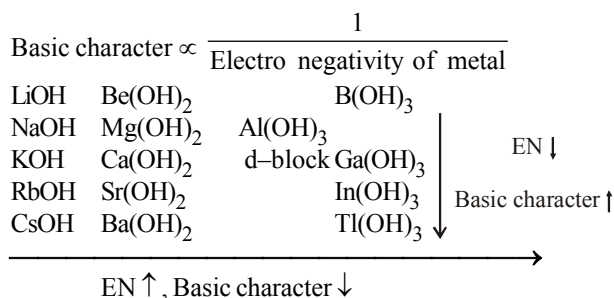 Basic character ∝ 1 / Electro negativity of metal
LiOH Be(OH)₂ B(OH)₃
NaOH Mg(OH)₂ Al(OH)₃
KOH Ca(OH)₂ d–block Ga(OH)₃
RbOH Sr(OH)₂ In(OH)₃
CsOH Ba(OH)₂ Tl(OH)₃
EN ↓
Basic character ↑
EN ↑, Basic character ↓